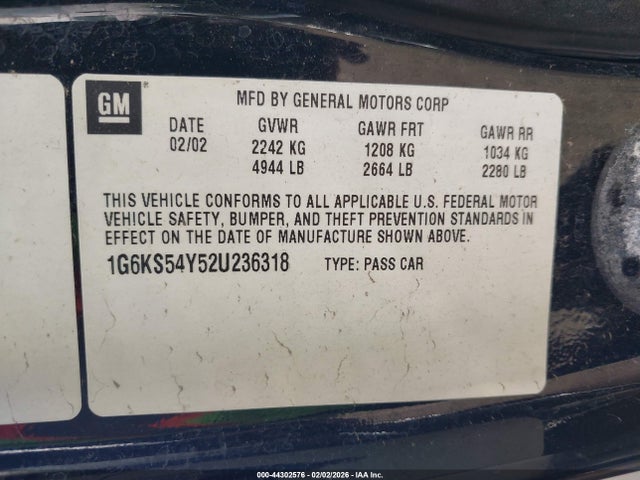 GM
MFD BY GENERAL MOTORS CORP
DATE GVWR GAWR FRT GAWR RR
02/02 2242 KG 1208 KG 1034 KG
4944 LB 2664 LB 2280 LB
THIS VEHICLE CONFORMS TO ALL APPLICABLE U.S. FEDERAL MOTOR
VEHICLE SAFETY, BUMPER, AND THEFT PREVENTION STANDARDS IN
EFFECT ON THE DATE OF MANUFACTURE SHOWN ABOVE.
1G6KS54Y52U236318 TYPE: PASS CAR
000-44302576 - 02/02/2026 - IAA Inc.